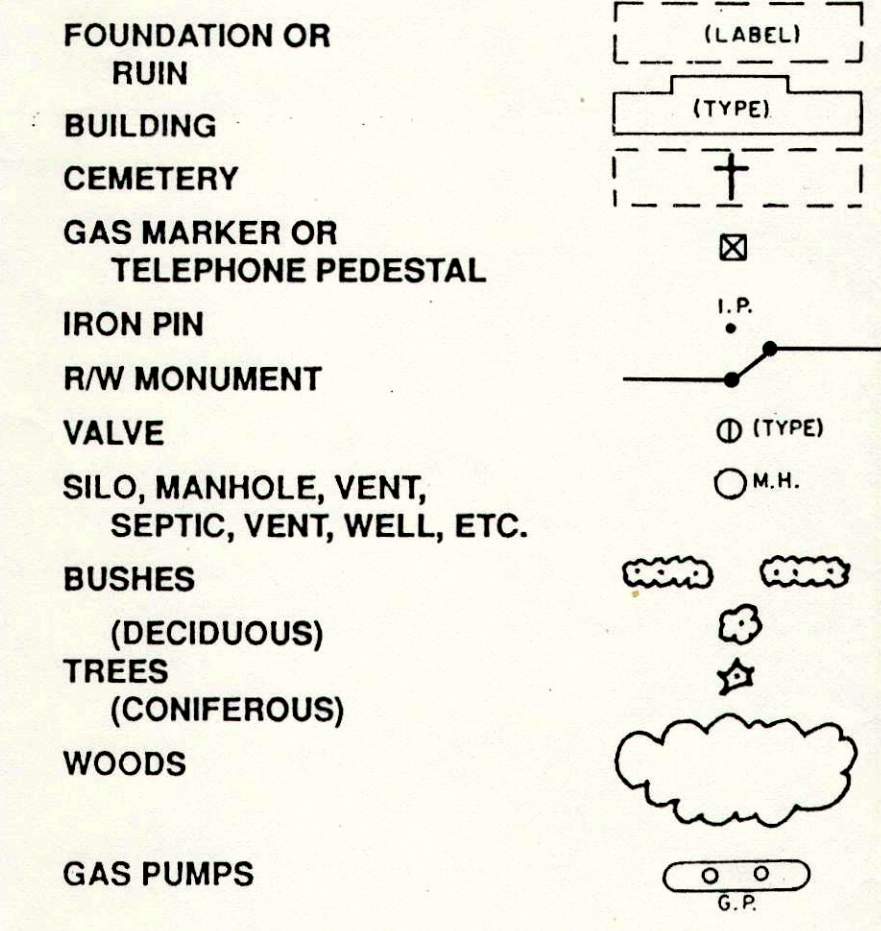 FOUNDATION OR (LABEL)
RUIN
BUILDING (TYPE)
CEMETERY
GAS MARKER OR
TELEPHONE PEDESTAL
IRON PIN I.P.
R/W MONUMENT
VALVE (TYPE)
SILO, MANHOLE, VENT, M.H.
SEPTIC, VENT, WELL, ETC.
BUSHES
(DECIDUOUS)
TREES
(CONIFEROUS)
WOODS
GAS PUMPS
G.P.